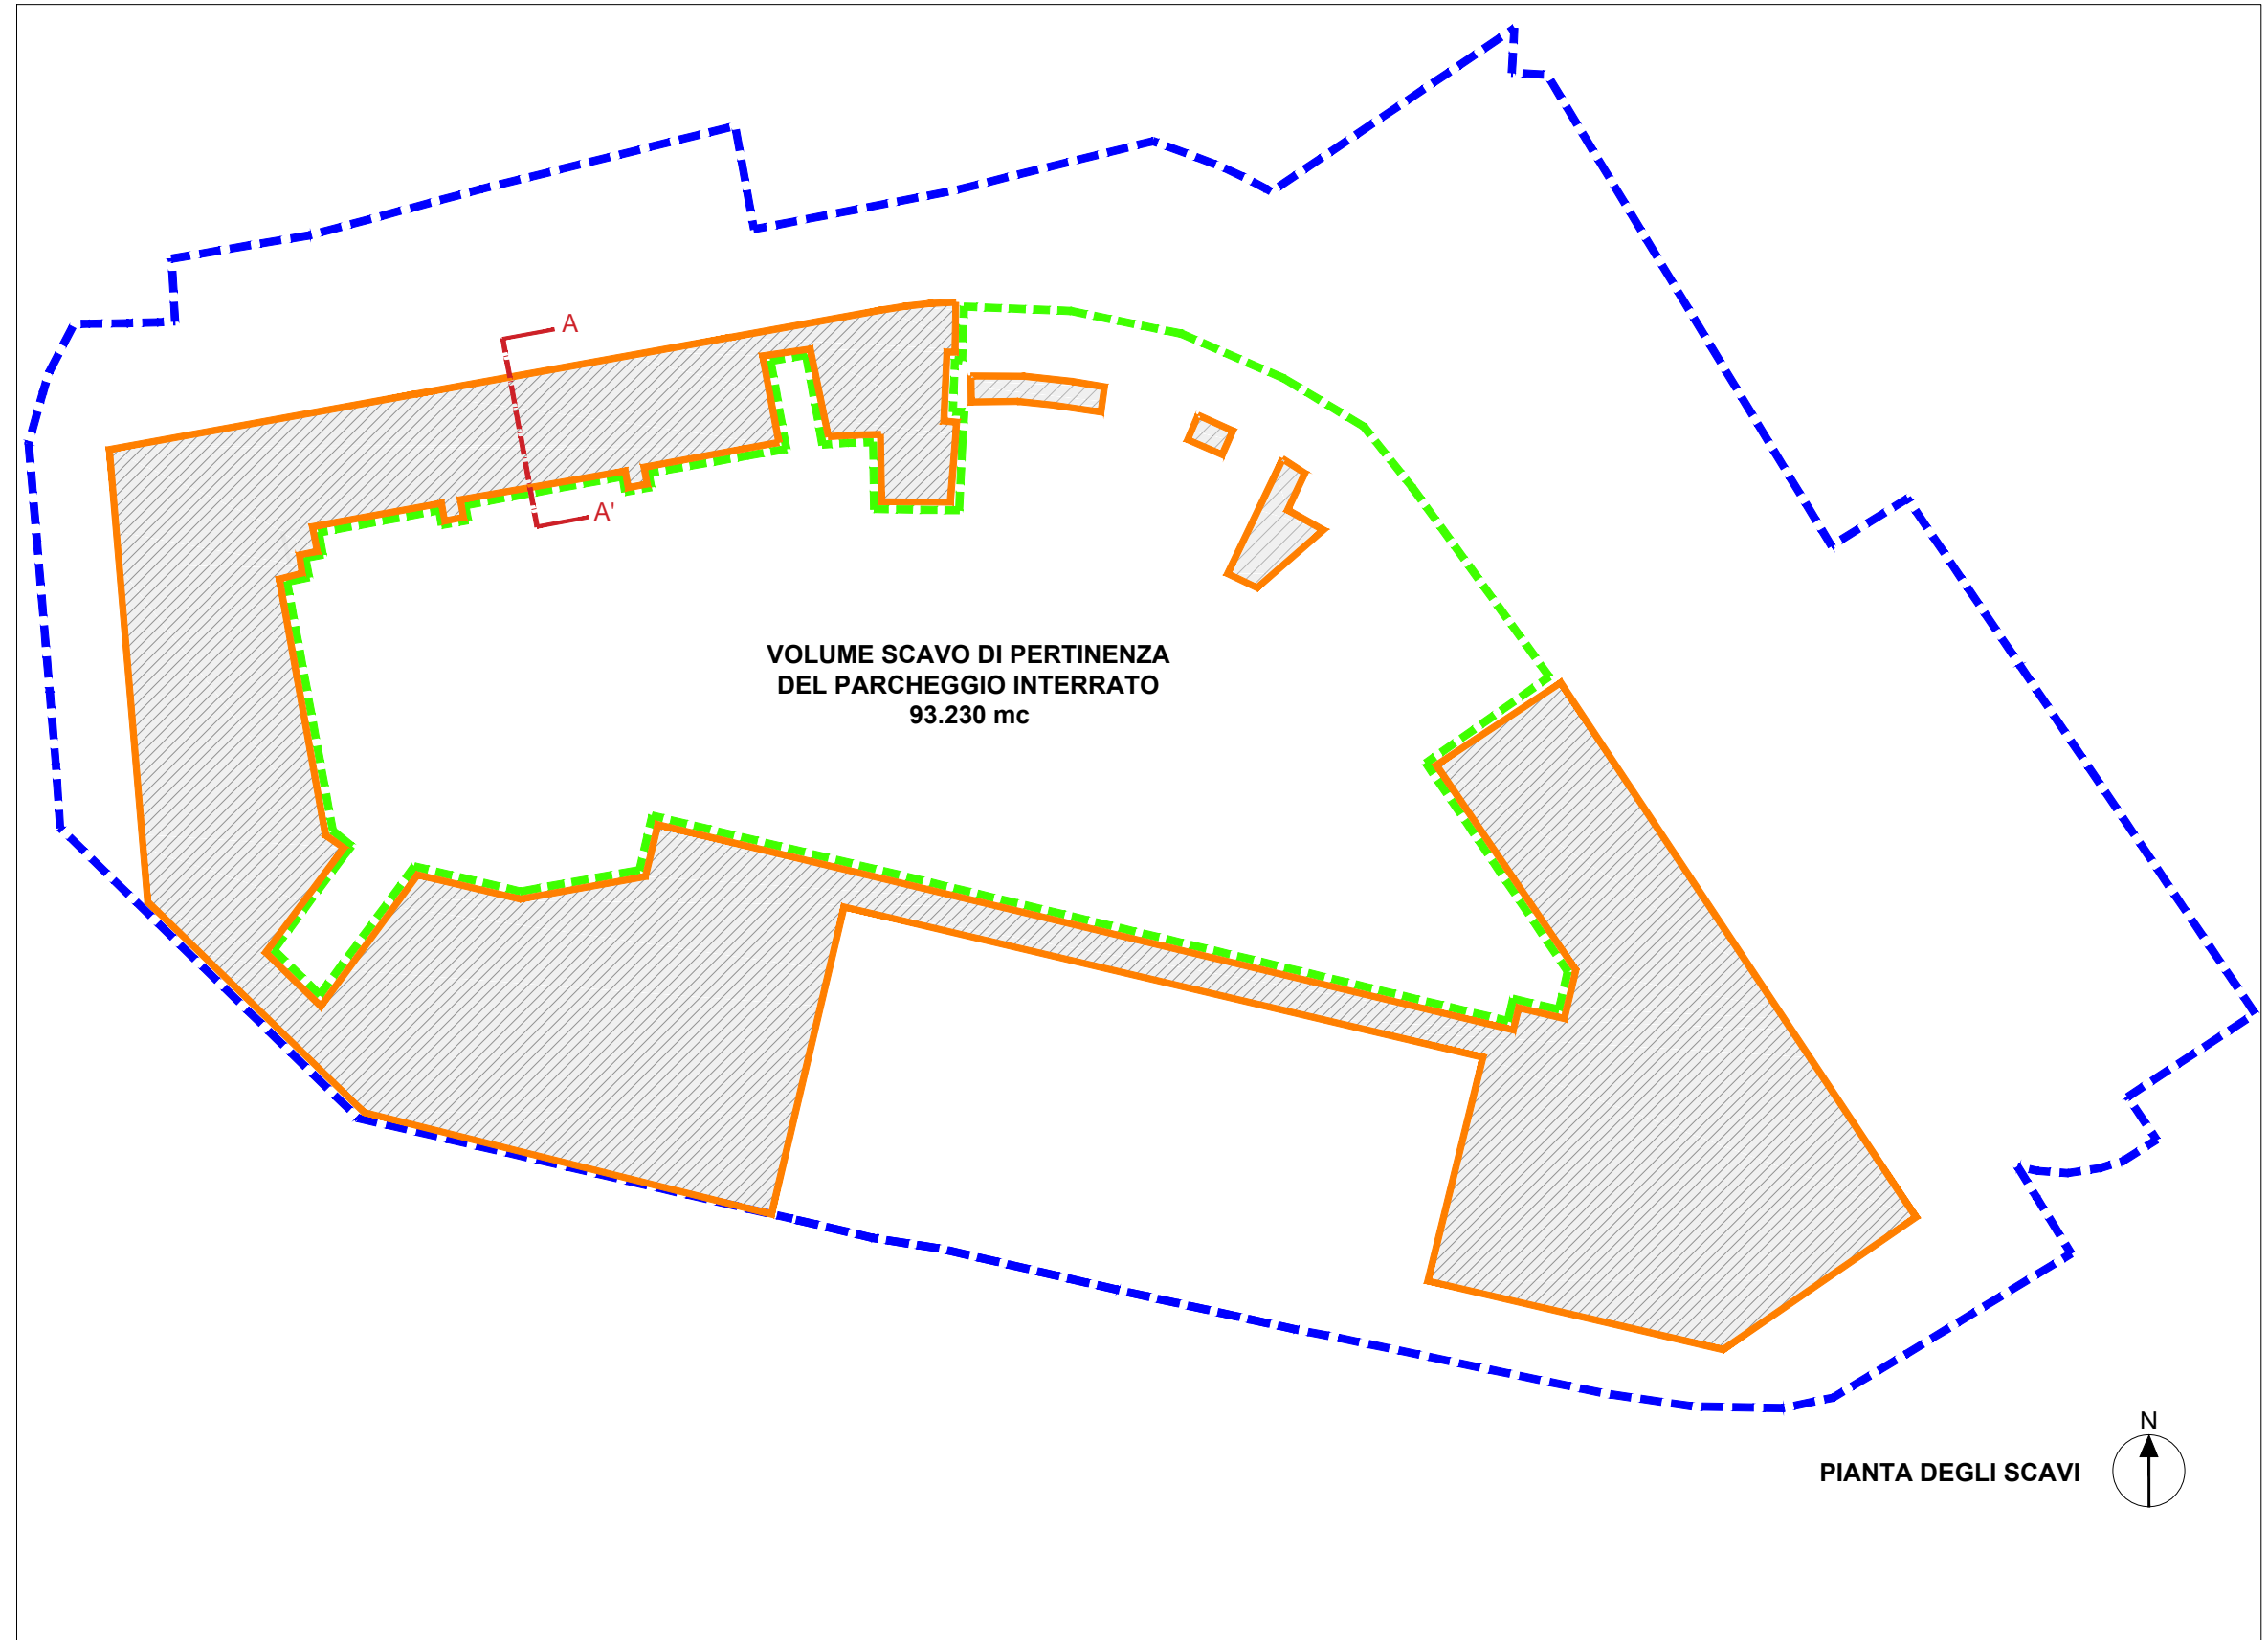 A
A'
VOLUME SCAVO DI PERTINENZA
DEL PARCHEGGIO INTERRATO
93.230 mc
N
PIANTA DEGLI SCAVI